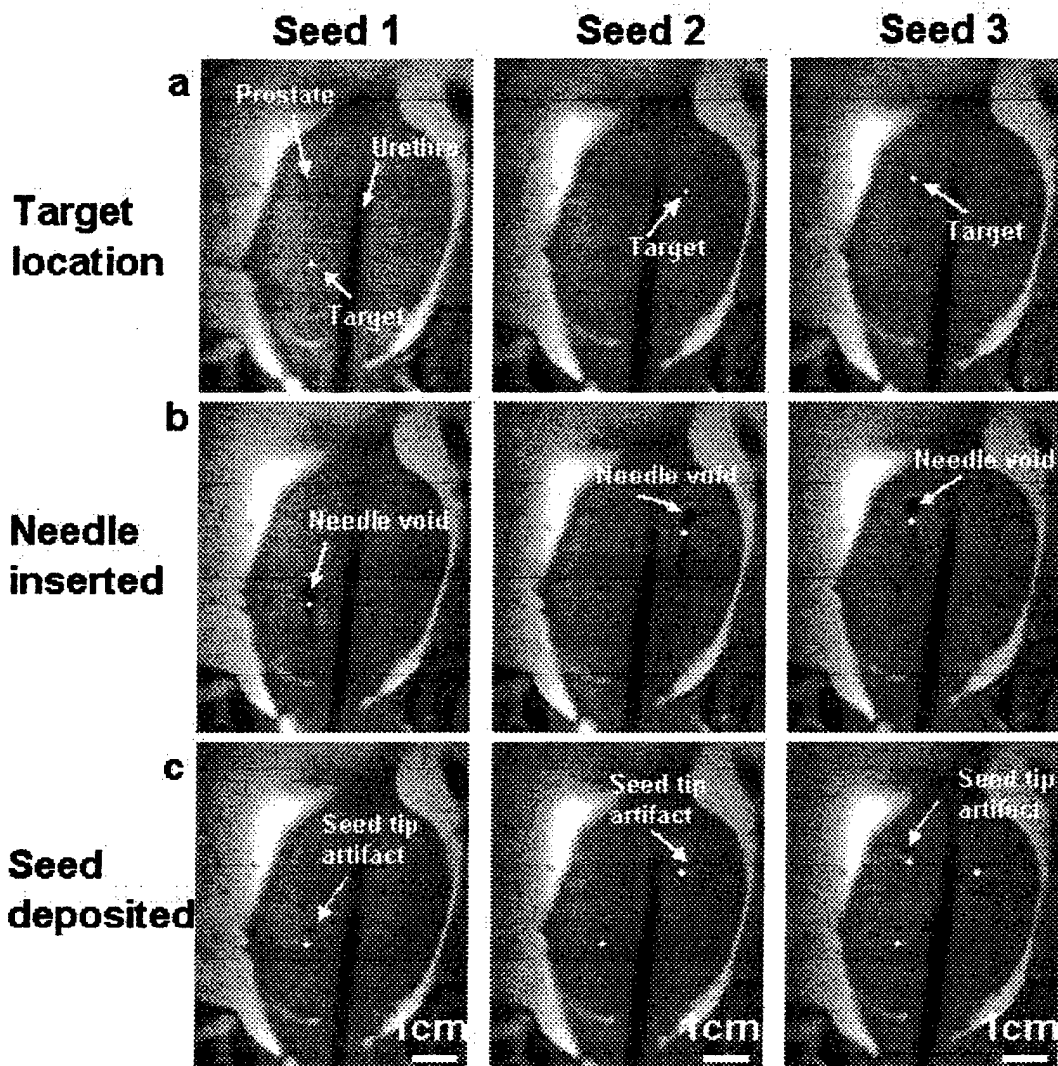 Seed 1
Seed 2
Seed 3
a
Target
location
Prostate
Urethra
Target
Target
Target
b
Needle
inserted
Needle void
Needle void
Needle void
c
Seed
deposited
Seed tip
artifact
Seed tip
artifact
Seed tip
artifact
1cm
1cm
1cm